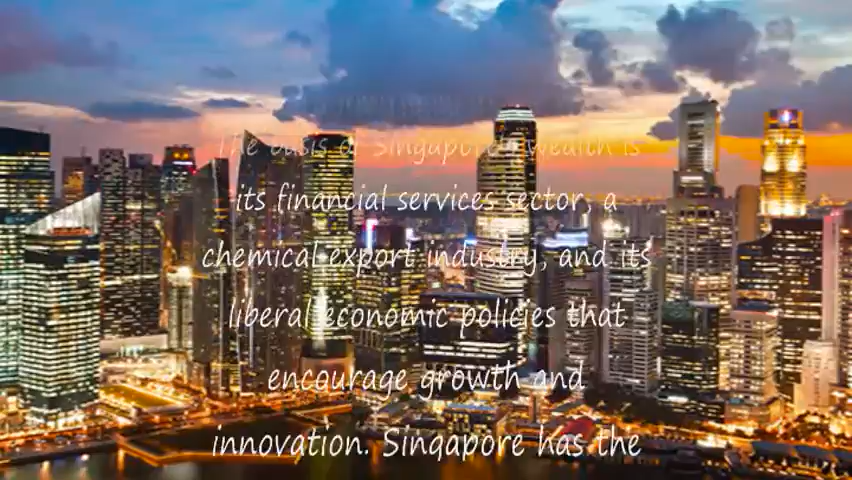 The basis of Singapore's wealth is
its financial services sector, a
chemical export industry, and its
liberal economic policies that
encourage growth and
innovation. Singapore has the